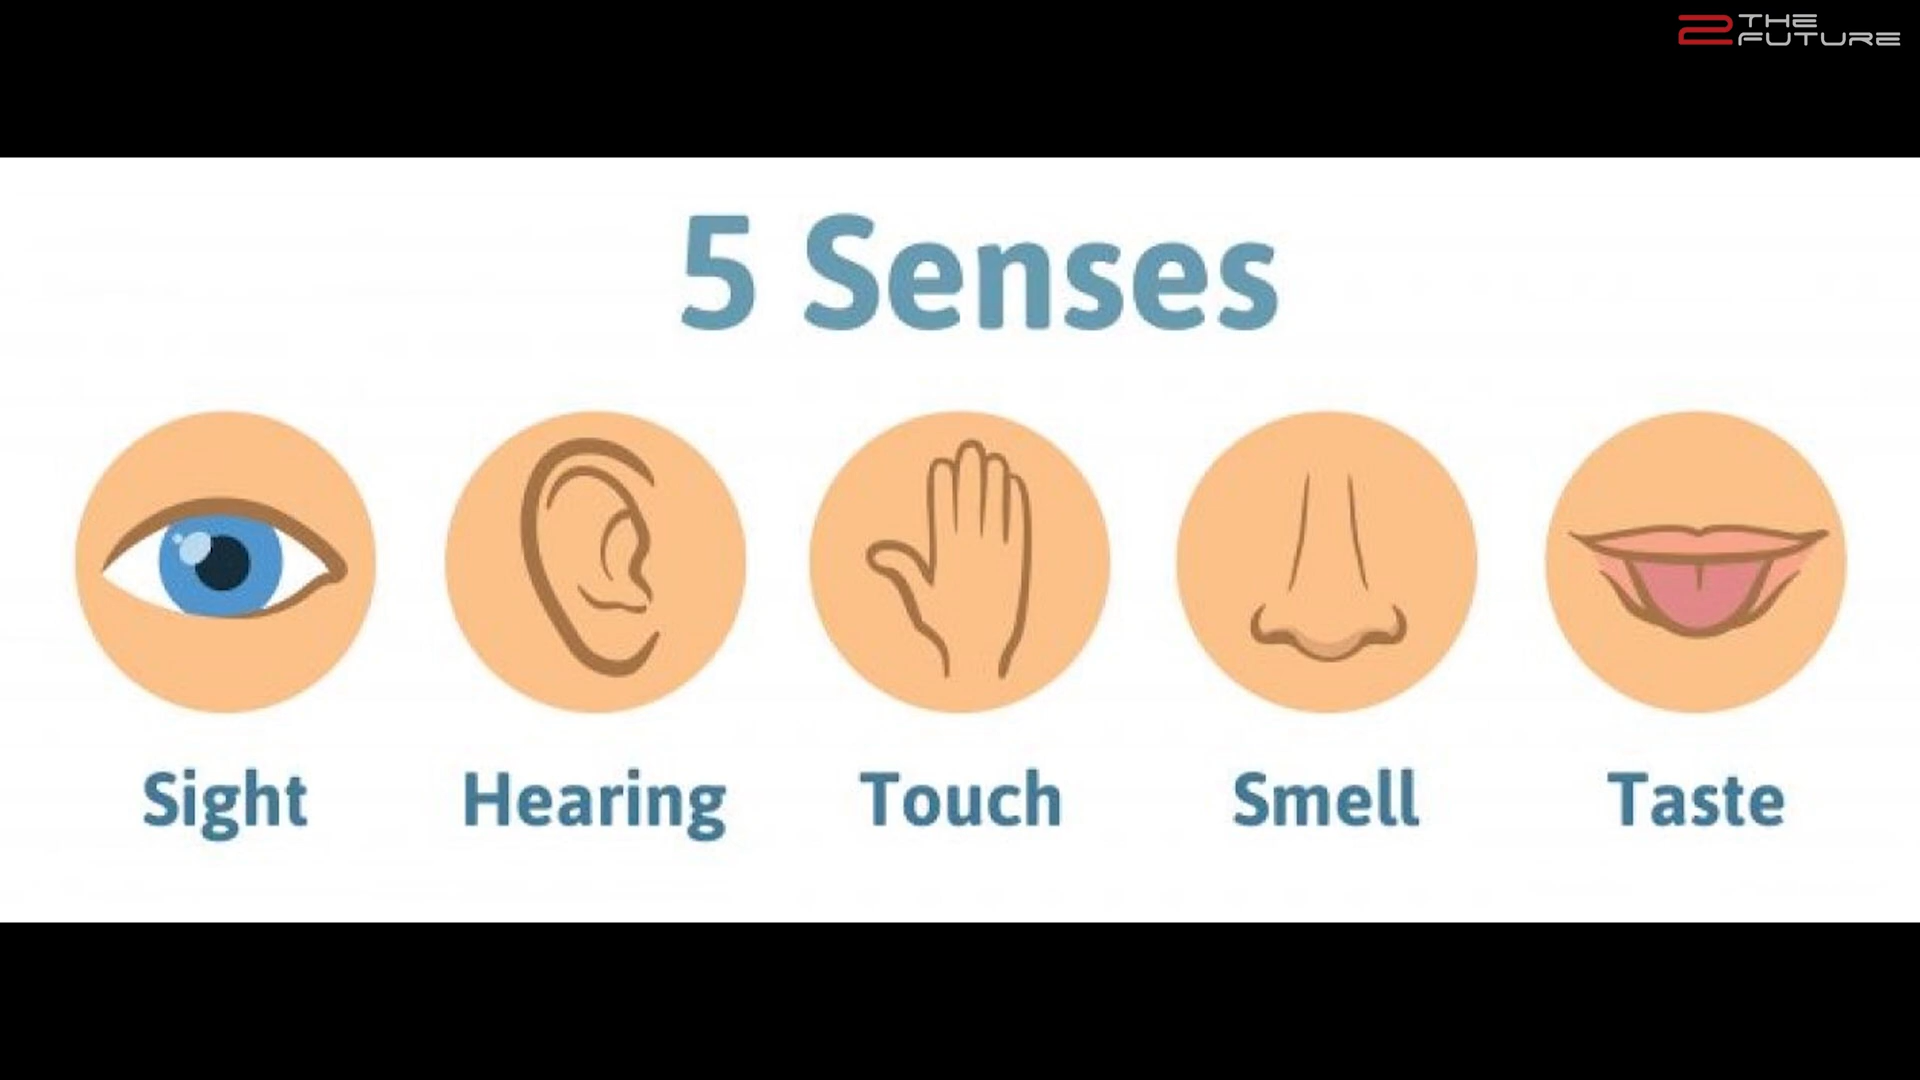 2 THE
FUTURE
5 Senses
Sight
Hearing
Touch
Smell
Taste